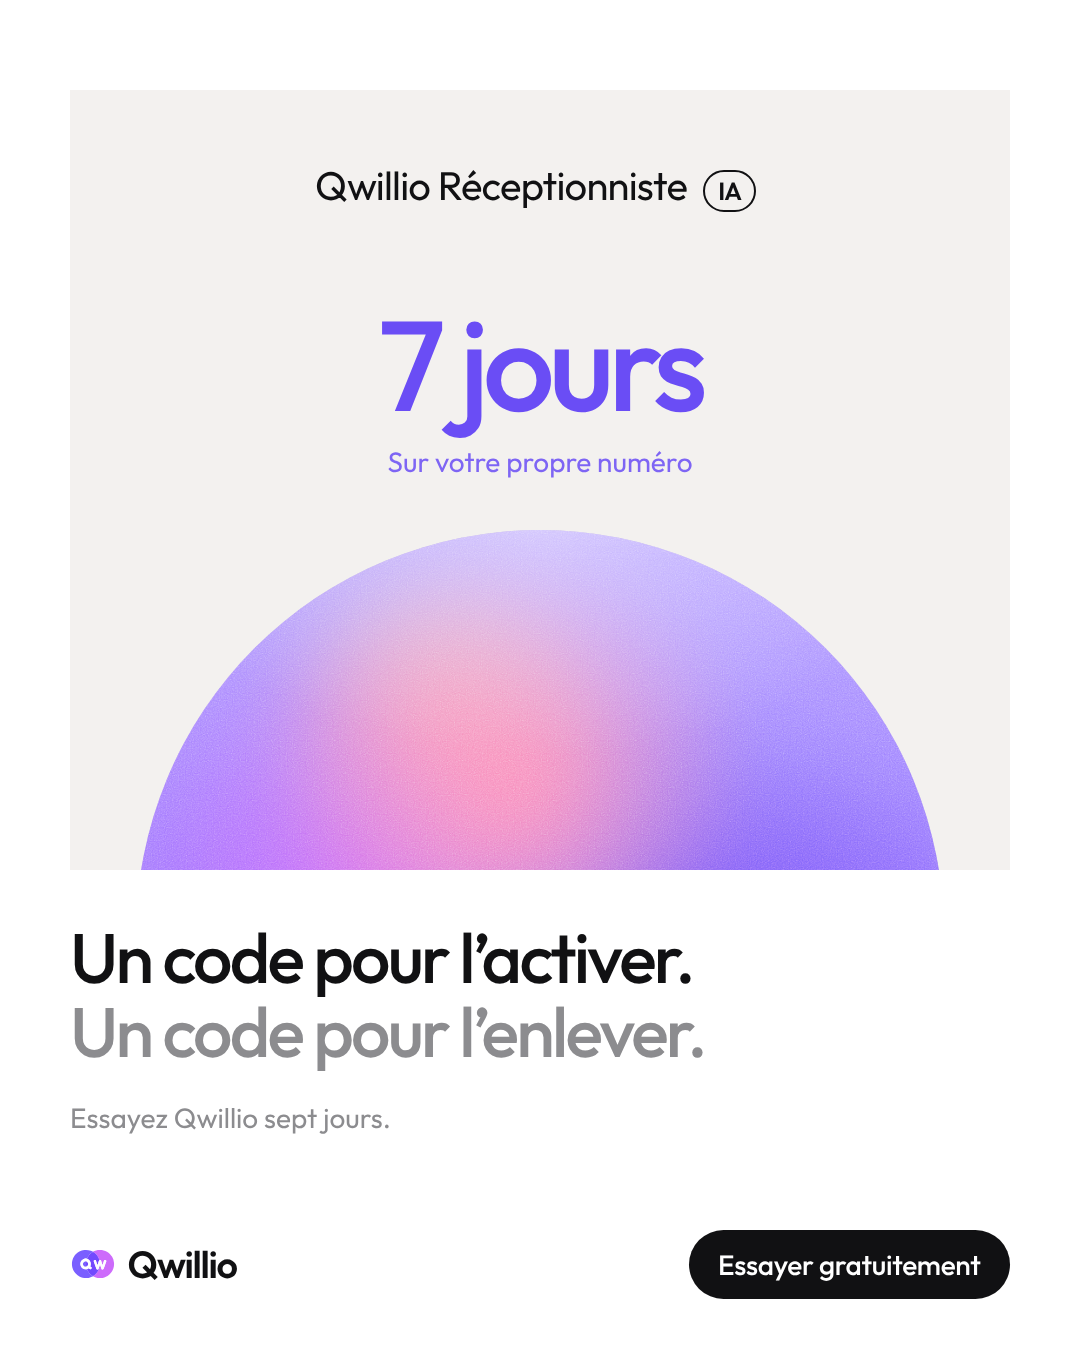 Qwillio Réceptionniste IA
7 jours
Sur votre propre numéro
Un code pour l’activer.
Un code pour l’enlever.
Essayez Qwillio sept jours.
QW Qwillio
Essayer gratuitement